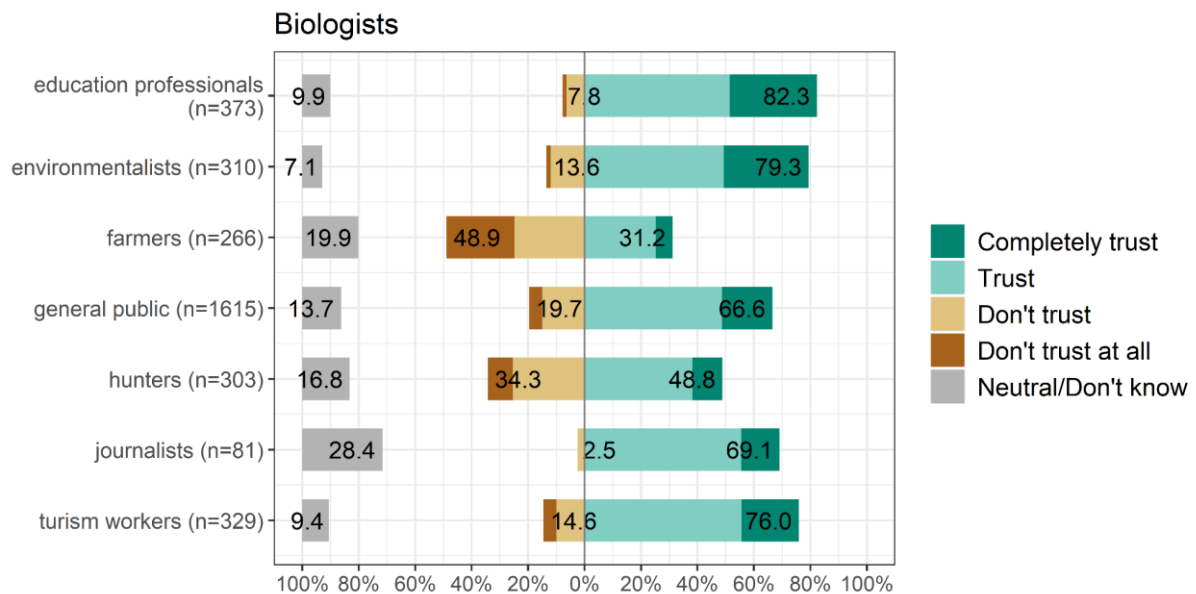 Biologists
education professionals
(n=373)
9.9 7.8 82.3
environmentalists (n=310) 7.1 13.6 79.3
farmers (n=266) 19.9 48.9 31.2
general public (n=1615) 13.7 19.7 66.6
hunters (n=303) 16.8 34.3 48.8
journalists (n=81) 28.4 2.5 69.1
turism workers (n=329) 9.4 14.6 76.0
100% 80% 60% 40% 20% 0% 20% 40% 60% 80% 100%
Completely trust
Trust
Don't trust
Don't trust at all
Neutral/Don't know